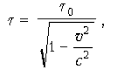 τ = τ₀ / √(1 − v²/c²) ,